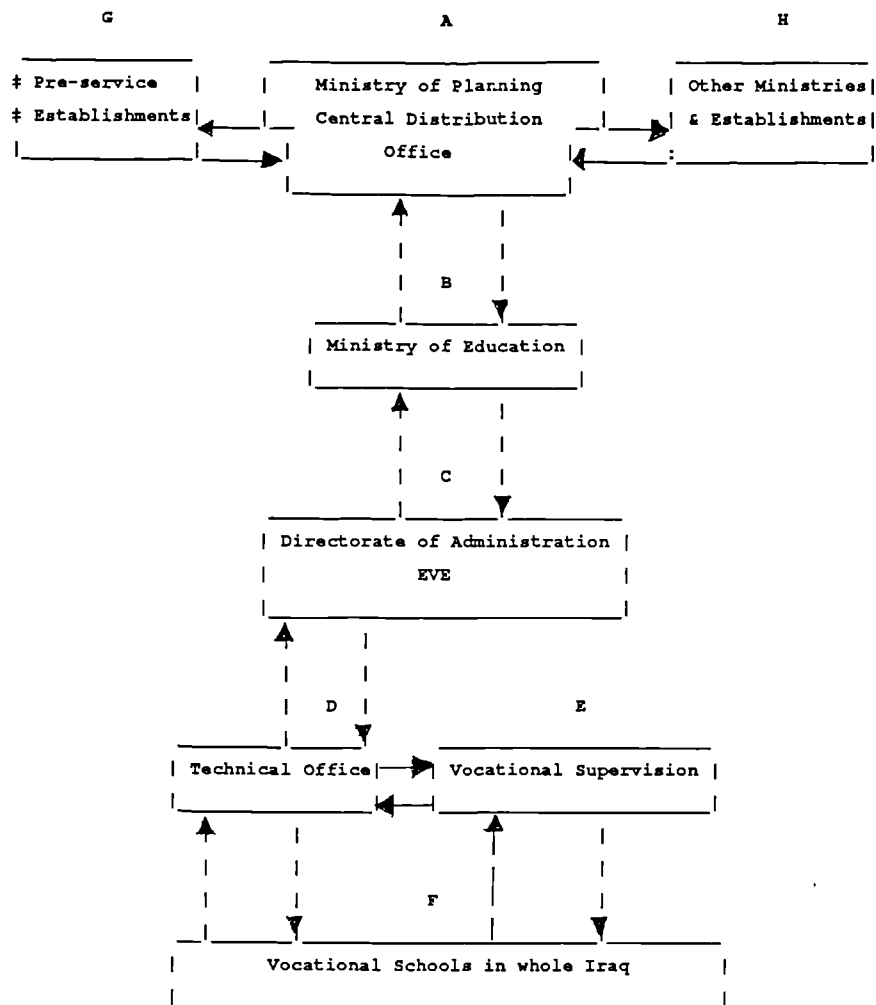 G A H
‡ Pre-service
‡ Establishments
Ministry of Planning
Central Distribution
Office
Other Ministries
& Establishments
B
Ministry of Education
C
Directorate of Administration
EVE
D E
Technical Office
Vocational Supervision
F
Vocational Schools in whole Iraq